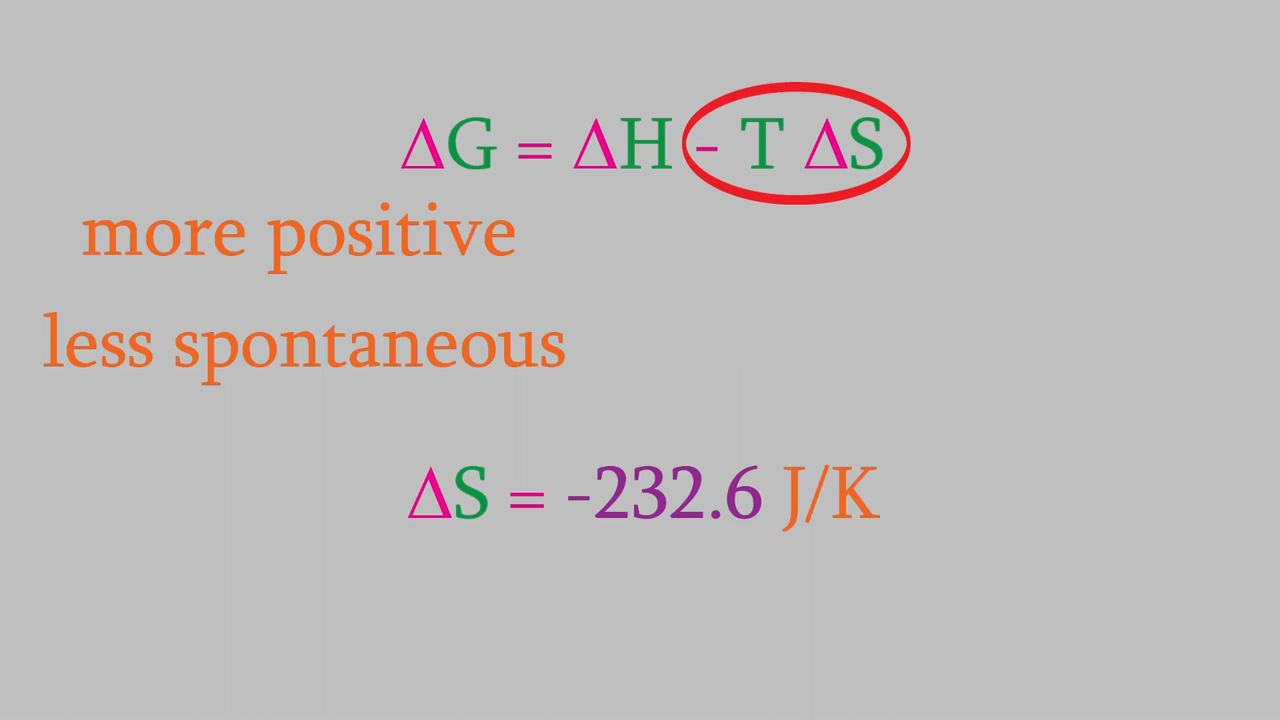 ΔG = ΔH - T ΔS
more positive
less spontaneous
ΔS = -232.6 J/K